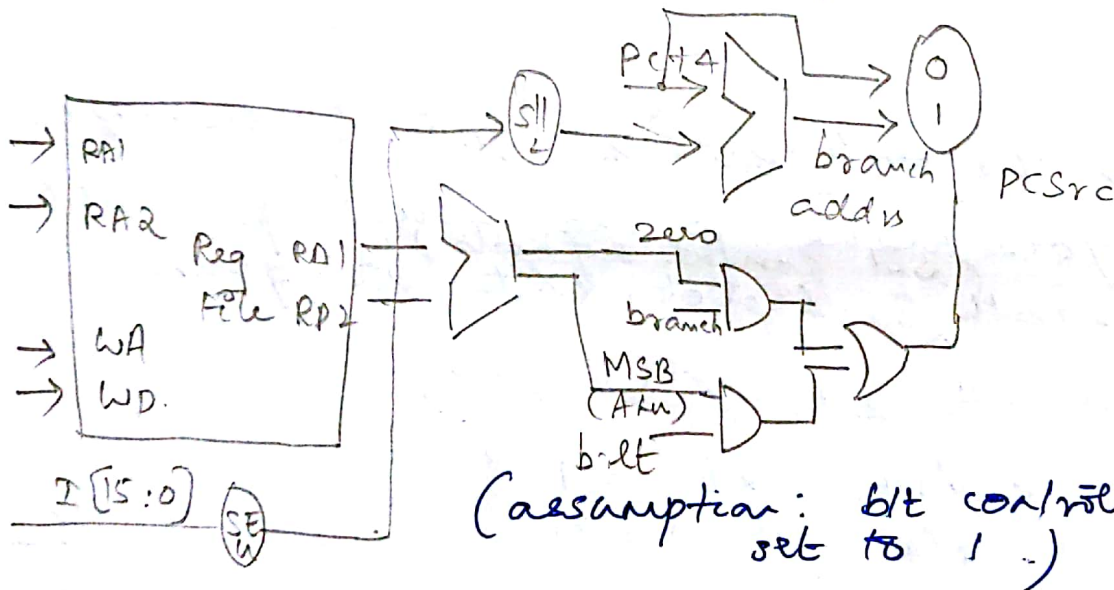 PC+4
0
1
sll
2
branch
addrs
PCSrc
RA1
RA2
Reg RD1
File RD2
WA
WD.
zero
branch
MSB
(ALU)
b-lt
I [15:0]
SE
(assumption: blt control
set to 1.)